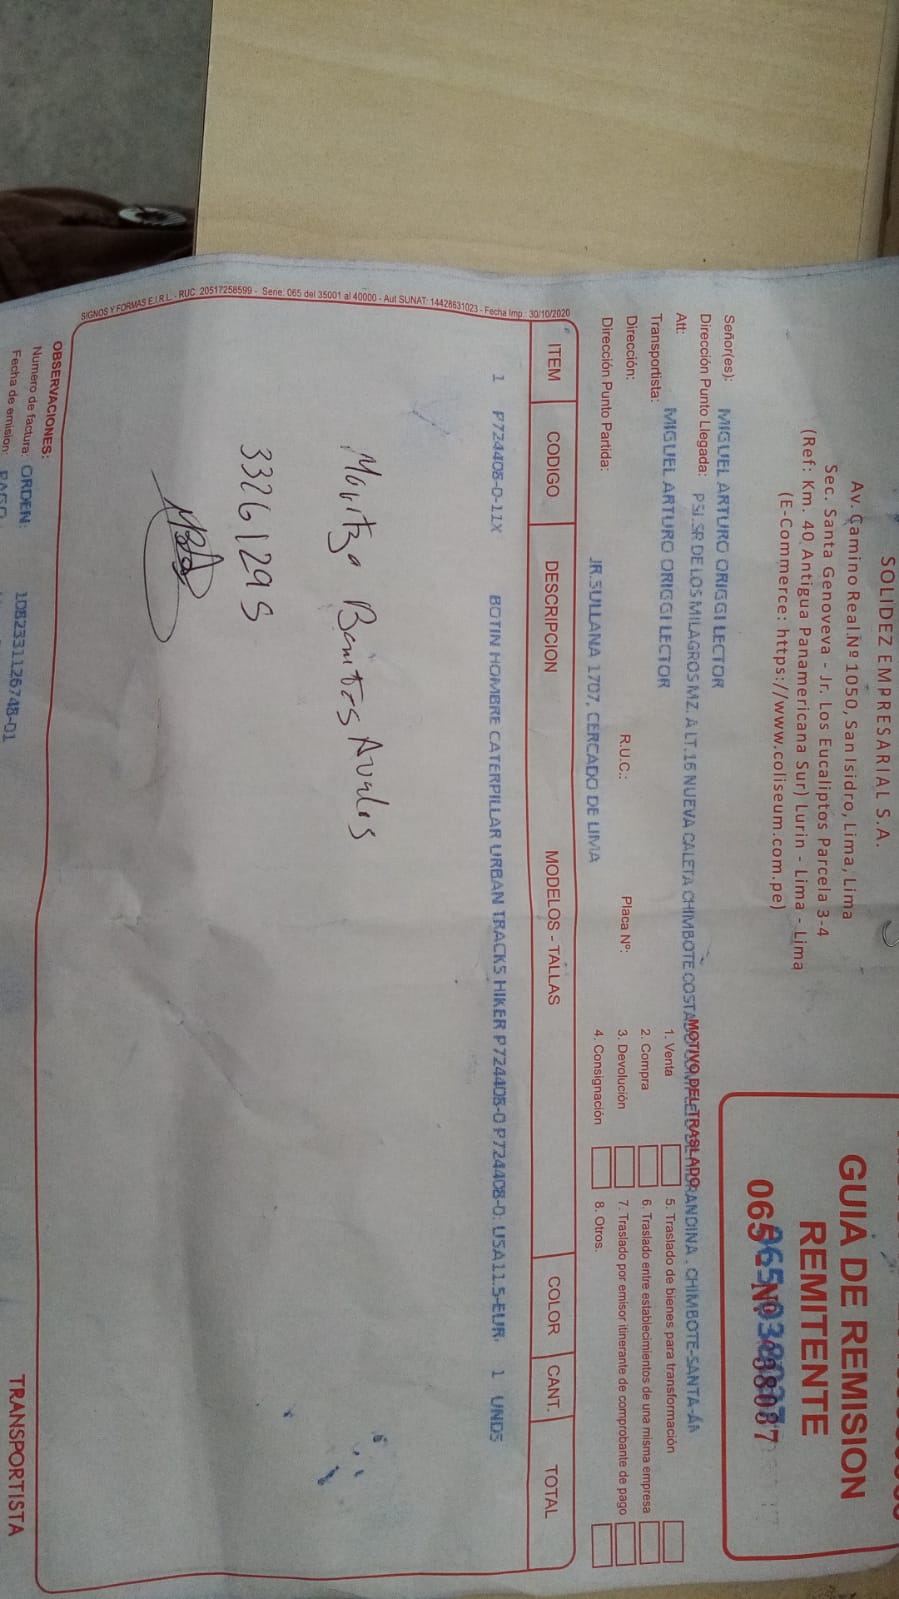 SOLIDEZ EMPRESARIAL S.A.
Av. Camino Real Nº 1050, San Isidro, Lima, Lima
Sec. Santa Genoveva - Jr. Los Eucaliptos Parcela 3-4
(Ref: Km. 40 Antigua Panamericana Sur) Lurin - Lima - Lima
(E-Commerce: https://www.coliseum.com.pe)
GUIA DE REMISION
REMITENTE
065- Nº 038087
Señor(es): MIGUEL ARTURO ORIGGI LECTOR
Dirección Punto Llegada: PSJ.SR DE LOS MILAGROS MZ. A LT.15 NUEVA CALETA CHIMBOTE COSTADO , CHIMBOTE-SANTA-ÁN
Att:
Transportista: MIGUEL ARTURO ORIGGI LECTOR
Dirección: R.U.C.: Placa Nº:
Dirección Punto Partida: JR.SULLANA 1707, CERCADO DE LIMA
MOTIVO DEL TRASLADO
1. Venta 5. Traslado de bienes para transformación
2. Compra 6. Traslado entre establecimientos de una misma empresa
3. Devolución 7. Traslado por emisor itinerante de comprobante de pago
4. Consignación 8. Otros.
ITEM CODIGO DESCRIPCION MODELOS - TALLAS COLOR CANT. TOTAL
1 P724408-0-11X BOTIN HOMBRE CATERPILLAR URBAN TRACKS HIKER P724408-0 P724408-0: USA11.5-EUR. 1 UNDS
Maritza Benites Avalos
33261295
SIGNOS Y FORMAS E.I.R.L. - RUC. 20517258599 - Serie: 065 del 35001 al 40000 - Aut SUNAT: 14428631023 - Fecha Imp.: 30/10/2020
OBSERVACIONES:
Numero de factura: ORDEN: 1082331126748-01
Fecha de emision:
TRANSPORTISTA